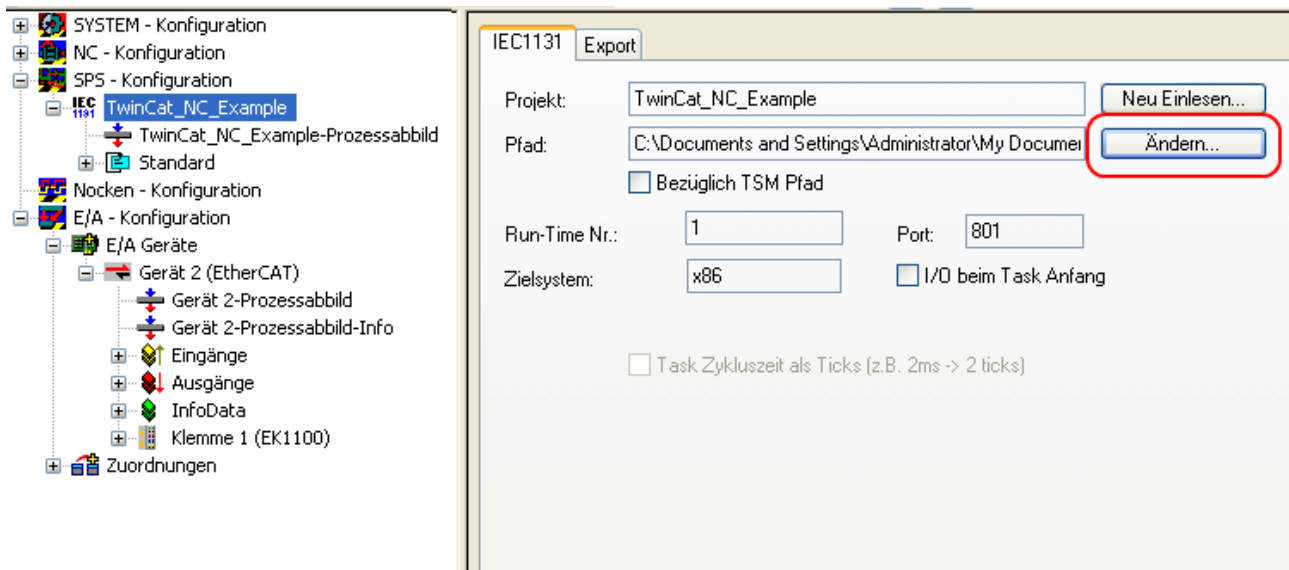 SYSTEM - Konfiguration
NC - Konfiguration
SPS - Konfiguration
IEC 1131 TwinCat_NC_Example
TwinCat_NC_Example-Prozessabbild
Standard
Nocken - Konfiguration
E/A - Konfiguration
E/A Geräte
Gerät 2 (EtherCAT)
Gerät 2-Prozessabbild
Gerät 2-Prozessabbild-Info
Eingänge
Ausgänge
InfoData
Klemme 1 (EK1100)
Zuordnungen
IEC1131 Export
Projekt: TwinCat_NC_Example Neu Einlesen...
Pfad: C:\Documents and Settings\Administrator\My Documen Ändern...
Bezüglich TSM Pfad
Run-Time Nr.: 1 Port: 801
Zielsystem: x86 I/O beim Task Anfang
Task Zykluszeit als Ticks (z.B. 2ms -> 2 ticks)